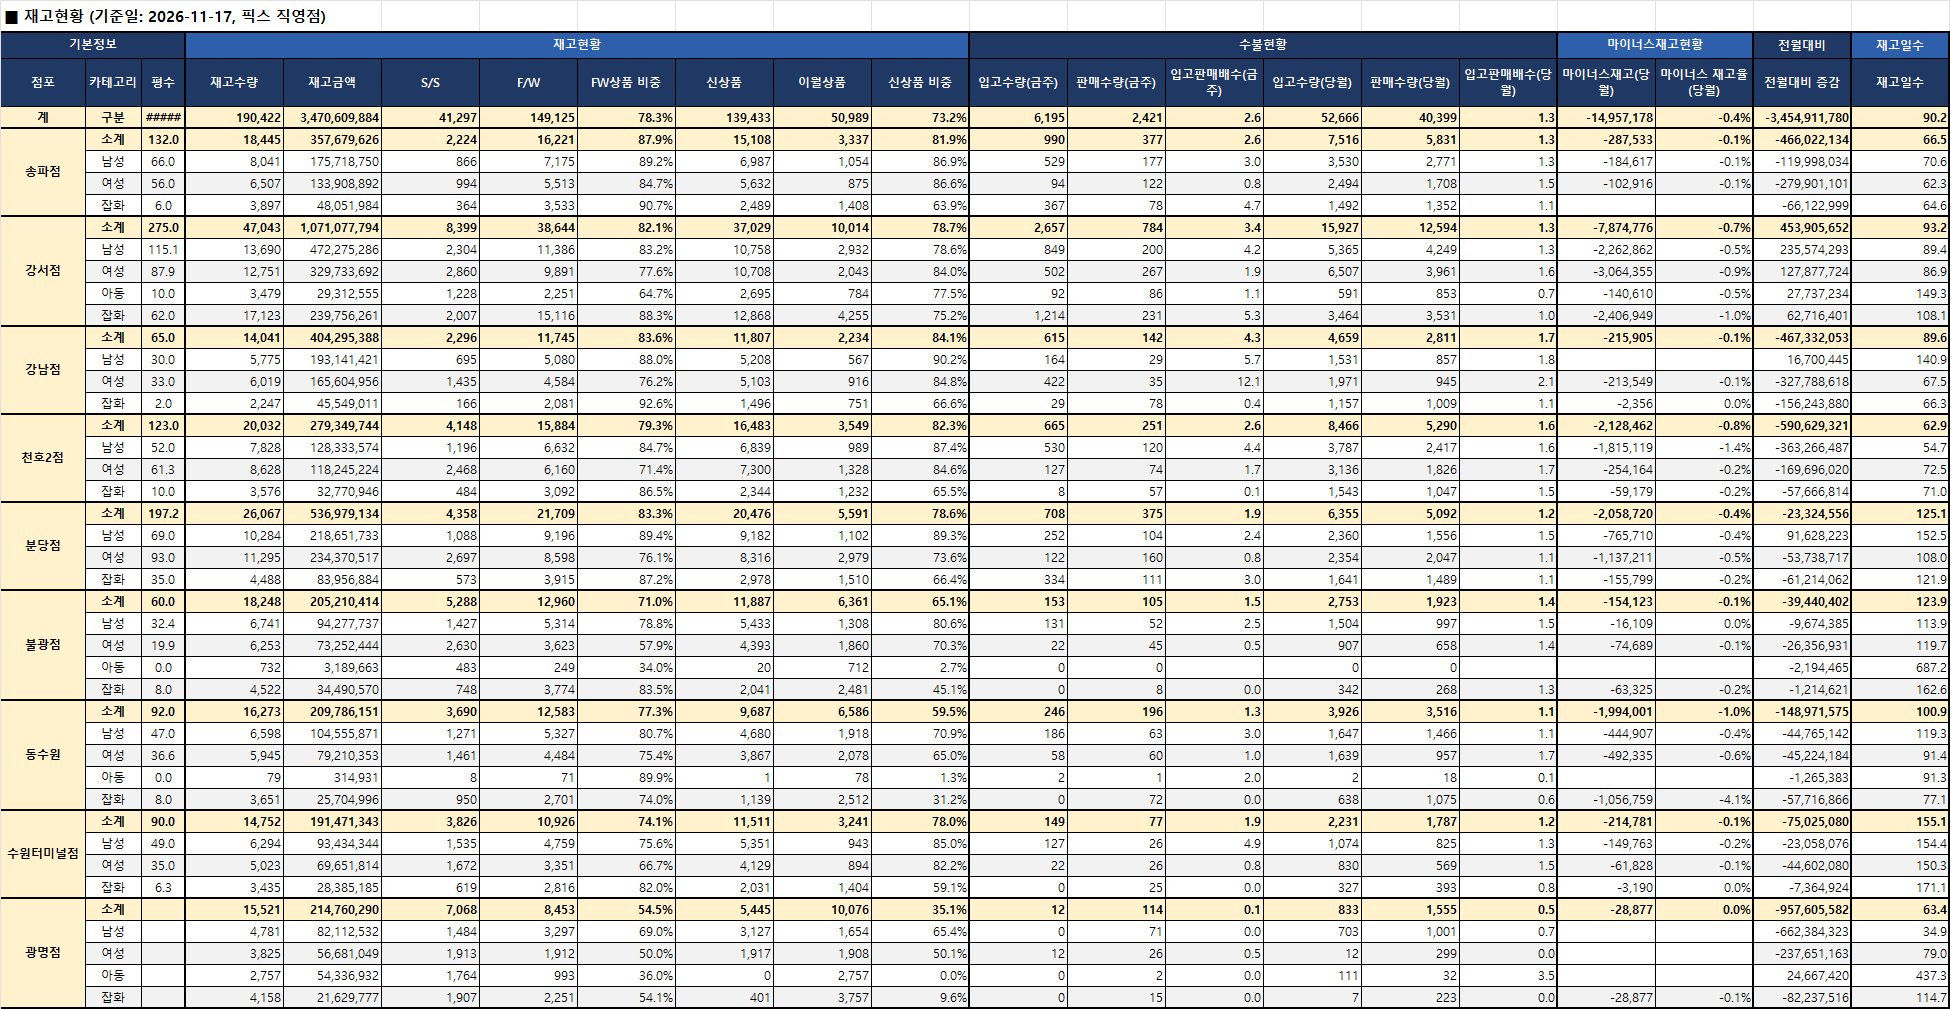 ■ 재고현황 (기준일: 2026-11-17, 픽스 직영점)
기본정보 재고현황 수불현황 마이너스재고현황 전월대비 재고일수
점포 카테고리 평수 재고수량 재고금액 S/S F/W FW상품 비중 신상품 이월상품 신상품 비중 입고수량(금주) 판매수량(금주) 입고판매배수(금주) 입고수량(당월) 판매수량(당월) 입고판매배수(당월) 마이너스재고(당월) 마이너스 재고율(당월) 전월대비 증감 재고일수
계 구분 ##### 190,422 3,470,609,884 41,297 149,125 78.3% 139,433 50,989 73.2% 6,195 2,421 2.6 52,666 40,399 1.3 -14,957,178 -0.4% -3,454,911,780 90.2
송파점 소계 132.0 18,445 357,679,626 2,224 16,221 87.9% 15,108 3,337 81.9% 990 377 2.6 7,516 5,831 1.3 -287,533 -0.1% -466,022,134 66.5
남성 66.0 8,041 175,718,750 866 7,175 89.2% 6,987 1,054 86.9% 529 177 3.0 3,530 2,771 1.3 -184,617 -0.1% -119,998,034 70.6
여성 56.0 6,507 133,908,892 994 5,513 84.7% 5,632 875 86.6% 94 122 0.8 2,494 1,708 1.5 -102,916 -0.1% -279,901,101 62.3
잡화 6.0 3,897 48,051,984 364 3,533 90.7% 2,489 1,408 63.9% 367 78 4.7 1,492 1,352 1.1 -66,122,999 64.6
강서점 소계 275.0 47,043 1,071,077,794 8,399 38,644 82.1% 37,029 10,014 78.7% 2,657 784 3.4 15,927 12,594 1.3 -7,874,776 -0.7% 453,905,652 93.2
남성 115.1 13,690 472,275,286 2,304 11,386 83.2% 10,758 2,932 78.6% 849 200 4.2 5,365 4,249 1.3 -2,262,862 -0.5% 235,574,293 89.4
여성 87.9 12,751 329,733,692 2,860 9,891 77.6% 10,708 2,043 84.0% 502 267 1.9 6,507 3,961 1.6 -3,064,355 -0.9% 127,877,724 86.9
아동 10.0 3,479 29,312,555 1,228 2,251 64.7% 2,695 784 77.5% 92 86 1.1 591 853 0.7 -140,610 -0.5% 27,737,234 149.3
잡화 62.0 17,123 239,756,261 2,007 15,116 88.3% 12,868 4,255 75.2% 1,214 231 5.3 3,464 3,531 1.0 -2,406,949 -1.0% 62,716,401 108.1
강남점 소계 65.0 14,041 404,295,388 2,296 11,745 83.6% 11,807 2,234 84.1% 615 142 4.3 4,659 2,811 1.7 -215,905 -0.1% -467,332,053 89.6
남성 30.0 5,775 193,141,421 695 5,080 88.0% 5,208 567 90.2% 164 29 5.7 1,531 857 1.8 16,700,445 140.9
여성 33.0 6,019 165,604,956 1,435 4,584 76.2% 5,103 916 84.8% 422 35 12.1 1,971 945 2.1 -213,549 -0.1% -327,788,618 67.5
잡화 2.0 2,247 45,549,011 166 2,081 92.6% 1,496 751 66.6% 29 78 0.4 1,157 1,009 1.1 -2,356 0.0% -156,243,880 66.3
천호2점 소계 123.0 20,032 279,349,744 4,148 15,884 79.3% 16,483 3,549 82.3% 665 251 2.6 8,466 5,290 1.6 -2,128,462 -0.8% -590,629,321 62.9
남성 52.0 7,828 128,333,574 1,196 6,632 84.7% 6,839 989 87.4% 530 120 4.4 3,787 2,417 1.6 -1,815,119 -1.4% -363,266,487 54.7
여성 61.3 8,628 118,245,224 2,468 6,160 71.4% 7,300 1,328 84.6% 127 74 1.7 3,136 1,826 1.7 -254,164 -0.2% -169,696,020 72.5
잡화 10.0 3,576 32,770,946 484 3,092 86.5% 2,344 1,232 65.5% 8 57 0.1 1,543 1,047 1.5 -59,179 -0.2% -57,666,814 71.0
분당점 소계 197.2 26,067 536,979,134 4,358 21,709 83.3% 20,476 5,591 78.6% 708 375 1.9 6,355 5,092 1.2 -2,058,720 -0.4% -23,324,556 125.1
남성 69.0 10,284 218,651,733 1,088 9,196 89.4% 9,182 1,102 89.3% 252 104 2.4 2,360 1,556 1.5 -765,710 -0.4% 91,628,223 152.5
여성 93.0 11,295 234,370,517 2,697 8,598 76.1% 8,316 2,979 73.6% 122 160 0.8 2,354 2,047 1.1 -1,137,211 -0.5% -53,738,717 108.0
잡화 35.0 4,488 83,956,884 573 3,915 87.2% 2,978 1,510 66.4% 334 111 3.0 1,641 1,489 1.1 -155,799 -0.2% -61,214,062 121.9
불광점 소계 60.0 18,248 205,210,414 5,288 12,960 71.0% 11,887 6,361 65.1% 153 105 1.5 2,753 1,923 1.4 -154,123 -0.1% -39,440,402 123.9
남성 32.4 6,741 94,277,737 1,427 5,314 78.8% 5,433 1,308 80.6% 131 52 2.5 1,504 997 1.5 -16,109 0.0% -9,674,385 113.9
여성 19.9 6,253 73,252,444 2,630 3,623 57.9% 4,393 1,860 70.3% 22 45 0.5 907 658 1.4 -74,689 -0.1% -26,356,931 119.7
아동 0.0 732 3,189,663 483 249 34.0% 20 712 2.7% 0 0 0 0 -2,194,465 687.2
잡화 8.0 4,522 34,490,570 748 3,774 83.5% 2,041 2,481 45.1% 0 8 0.0 342 268 1.3 -63,325 -0.2% -1,214,621 162.6
동수원 소계 92.0 16,273 209,786,151 3,690 12,583 77.3% 9,687 6,586 59.5% 246 196 1.3 3,926 3,516 1.1 -1,994,001 -1.0% -148,971,575 100.9
남성 47.0 6,598 104,555,871 1,271 5,327 80.7% 4,680 1,918 70.9% 186 63 3.0 1,647 1,466 1.1 -444,907 -0.4% -44,765,142 119.3
여성 36.6 5,945 79,210,353 1,461 4,484 75.4% 3,867 2,078 65.0% 58 60 1.0 1,639 957 1.7 -492,335 -0.6% -45,224,184 91.4
아동 0.0 79 314,931 8 71 89.9% 1 78 1.3% 2 1 2.0 2 18 0.1 -1,265,383 91.3
잡화 8.0 3,651 25,704,996 950 2,701 74.0% 1,139 2,512 31.2% 0 72 0.0 638 1,075 0.6 -1,056,759 -4.1% -57,716,866 77.1
수원터미널점 소계 90.0 14,752 191,471,343 3,826 10,926 74.1% 11,511 3,241 78.0% 149 77 1.9 2,231 1,787 1.2 -214,781 -0.1% -75,025,080 155.1
남성 49.0 6,294 93,434,344 1,535 4,759 75.6% 5,351 943 85.0% 127 26 4.9 1,074 825 1.3 -149,763 -0.2% -23,058,076 154.4
여성 35.0 5,023 69,651,814 1,672 3,351 66.7% 4,129 894 82.2% 22 26 0.8 830 569 1.5 -61,828 -0.1% -44,602,080 150.3
잡화 6.3 3,435 28,385,185 619 2,816 82.0% 2,031 1,404 59.1% 0 25 0.0 327 393 0.8 -3,190 0.0% -7,364,924 171.1
광명점 소계 15,521 214,760,290 7,068 8,453 54.5% 5,445 10,076 35.1% 12 114 0.1 833 1,555 0.5 -28,877 0.0% -957,605,582 63.4
남성 4,781 82,112,532 1,484 3,297 69.0% 3,127 1,654 65.4% 0 71 0.0 703 1,001 0.7 -662,384,323 34.9
여성 3,825 56,681,049 1,913 1,912 50.0% 1,917 1,908 50.1% 12 26 0.5 12 299 0.0 -237,651,163 79.0
아동 2,757 54,336,932 1,764 993 36.0% 0 2,757 0.0% 0 2 0.0 111 32 3.5 24,667,420 437.3
잡화 4,158 21,629,777 1,907 2,251 54.1% 401 3,757 9.6% 0 15 0.0 7 223 0.0 -28,877 -0.1% -82,237,516 114.7